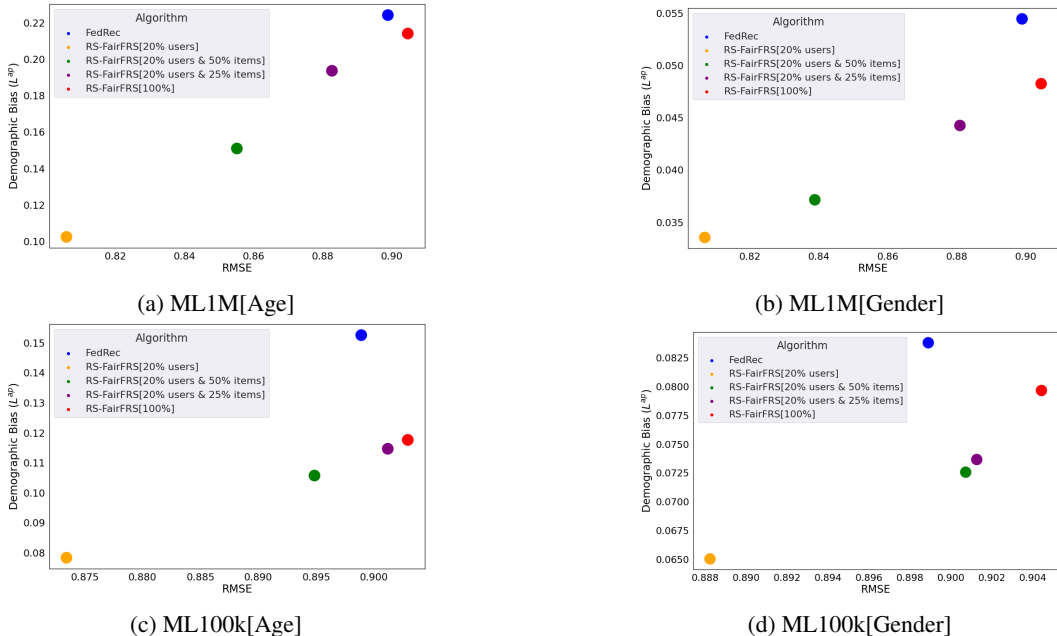 0.22
0.20
0.18
0.16
0.14
0.12
0.10
Demographic Bias (L^ap)
Algorithm
FedRec
RS-FairFRS[20% users]
RS-FairFRS[20% users & 50% items]
RS-FairFRS[20% users & 25% items]
RS-FairFRS[100%]
0.82 0.84 0.86 0.88 0.90
RMSE
(a) ML1M[Age]
0.055
0.050
0.045
0.040
0.035
Demographic Bias (L^ap)
Algorithm
FedRec
RS-FairFRS[20% users]
RS-FairFRS[20% users & 50% items]
RS-FairFRS[20% users & 25% items]
RS-FairFRS[100%]
0.82 0.84 0.86 0.88 0.90
RMSE
(b) ML1M[Gender]
0.15
0.14
0.13
0.12
0.11
0.10
0.09
0.08
Demographic Bias (L^ap)
Algorithm
FedRec
RS-FairFRS[20% users]
RS-FairFRS[20% users & 50% items]
RS-FairFRS[20% users & 25% items]
RS-FairFRS[100%]
0.875 0.880 0.885 0.890 0.895 0.900
RMSE
(c) ML100k[Age]
0.0825
0.0800
0.0775
0.0750
0.0725
0.0700
0.0675
0.0650
Demographic Bias (L^ap)
Algorithm
FedRec
RS-FairFRS[20% users]
RS-FairFRS[20% users & 50% items]
RS-FairFRS[20% users & 25% items]
RS-FairFRS[100%]
0.888 0.890 0.892 0.894 0.896 0.898 0.900 0.902 0.904
RMSE
(d) ML100k[Gender]